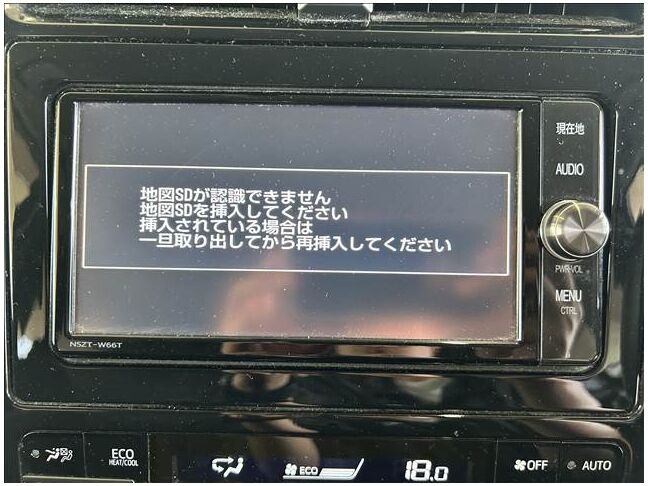 現在地
AUDIO
地図SDが認識できません
地図SDを挿入してください
挿入されている場合は
一旦取り出してから再挿入してください
PWR·VOL
MENU
CTRL
NSZT-W66T
ECO
HEAT/COOL
ECO
18.0
OFF
AUTO